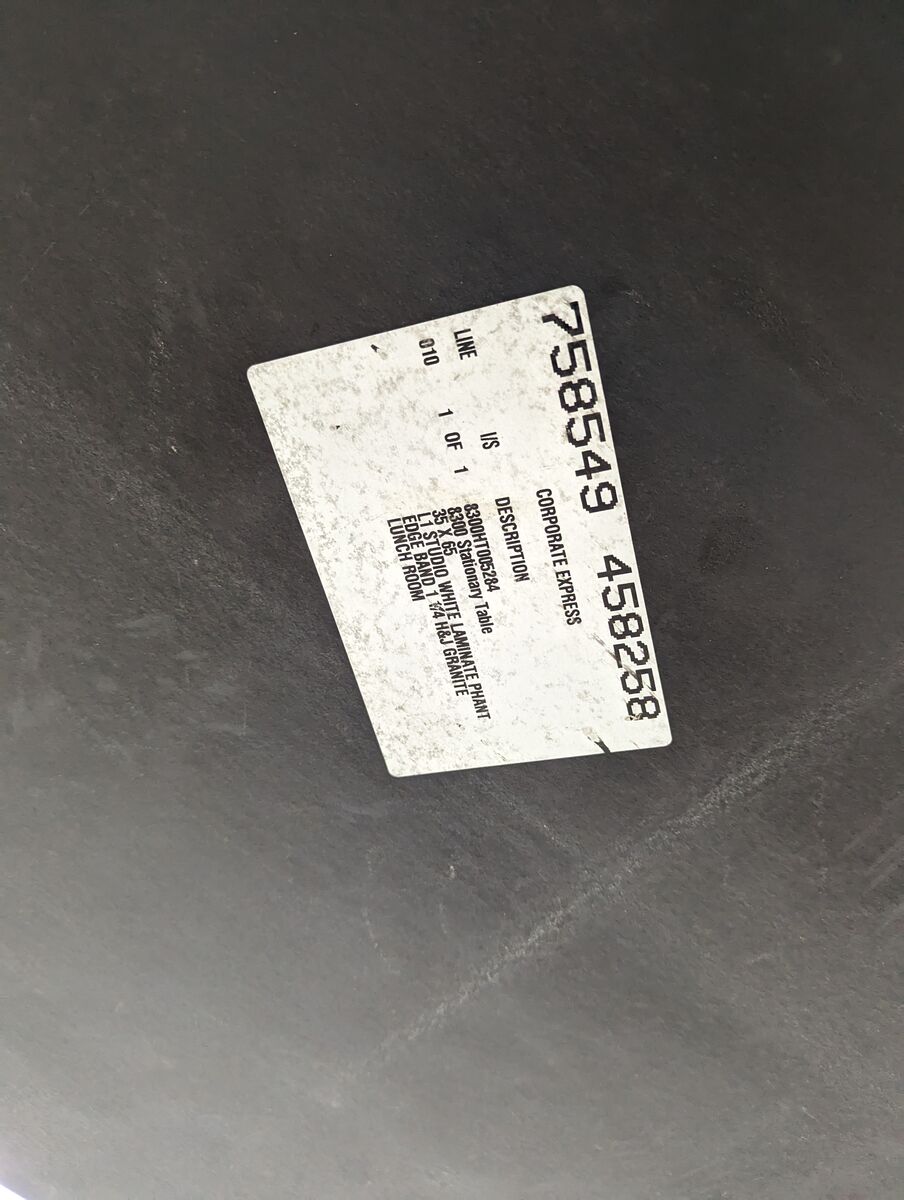 758549 458258
CORPORATE EXPRESS
LINE I/S DESCRIPTION
010 1 OF 1 8300HT005284
8300 Stationary Table
35 X 65
L1 STUDIO WHITE LAMINATE PHANT
EDGE BAND 1 1/4 H&J GRANITE
LUNCH ROOM